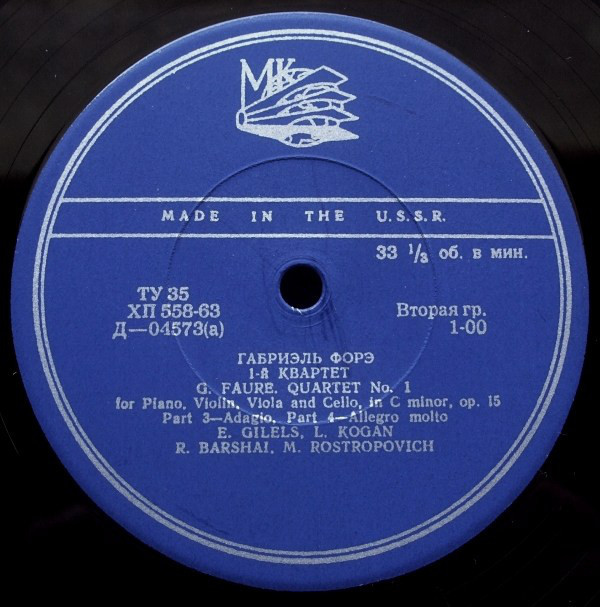 MK
MADE IN THE U.S.S.R.
33 1/3 об. в мин.
ТУ 35
ХП 558-63
Д—04573(а)
Вторая гр.
1-00
ГАБРИЭЛЬ ФОРЭ
1-й КВАРТЕТ
G. FAURE. QUARTET No. 1
for Piano, Violin, Viola and Cello, in C minor, op. 15
Part 3—Adagio, Part 4—Allegro molto
E. GILELS, L. KOGAN
R. BARSHAI, M. ROSTROPOVICH